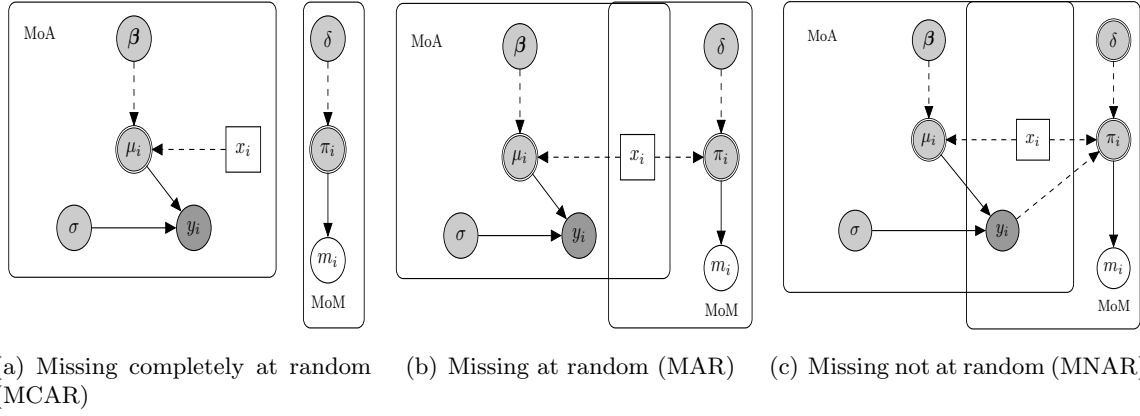 MoA
β
δ
μi
xi
πi
σ
yi
mi
MoM
MoA
β
δ
μi
xi
πi
σ
yi
mi
MoM
MoA
β
δ
μi
xi
πi
σ
yi
mi
MoM
(a) Missing completely at random
(MCAR)
(b) Missing at random (MAR)
(c) Missing not at random (MNAR)